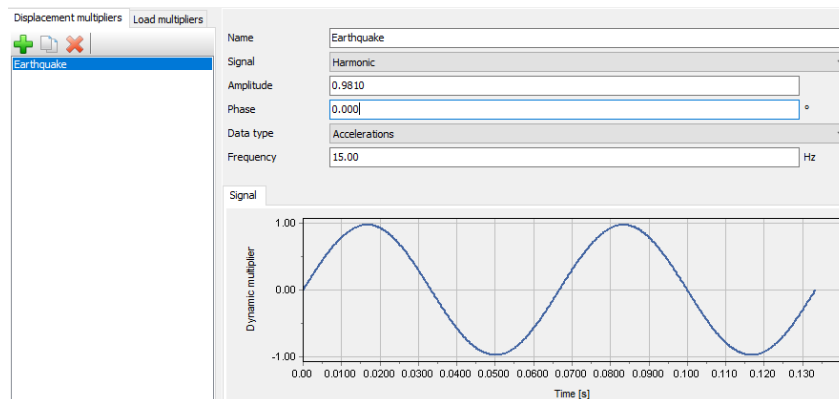 Displacement multipliers Load multipliers
Earthquake
Name Earthquake
Signal Harmonic
Amplitude 0.9810
Phase 0.000 °
Data type Accelerations
Frequency 15.00 Hz
Signal
1.00
0.00
-1.00
Dynamic multiplier
0.00 0.0100 0.0200 0.0300 0.0400 0.0500 0.0600 0.0700 0.0800 0.0900 0.100 0.110 0.120 0.130
Time [s]